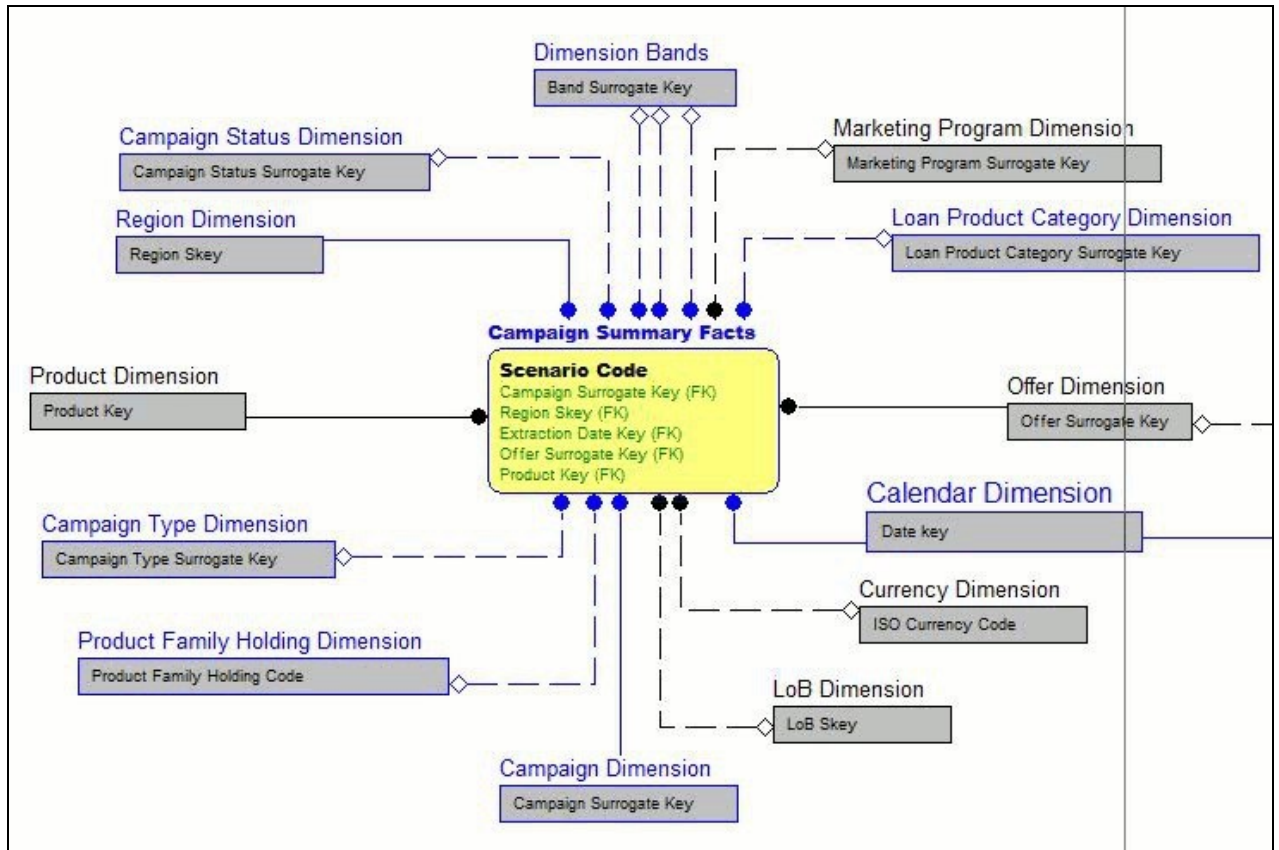 Dimension Bands
Band Surrogate Key
Campaign Status Dimension
Campaign Status Surrogate Key
Marketing Program Dimension
Marketing Program Surrogate Key
Region Dimension
Region Skey
Loan Product Category Dimension
Loan Product Category Surrogate Key
Campaign Summary Facts
Scenario Code
Campaign Surrogate Key (FK)
Region Skey (FK)
Extraction Date Key (FK)
Offer Surrogate Key (FK)
Product Key (FK)
Product Dimension
Product Key
Offer Dimension
Offer Surrogate Key
Campaign Type Dimension
Campaign Type Surrogate Key
Calendar Dimension
Date key
Currency Dimension
ISO Currency Code
Product Family Holding Dimension
Product Family Holding Code
LoB Dimension
LoB Skey
Campaign Dimension
Campaign Surrogate Key